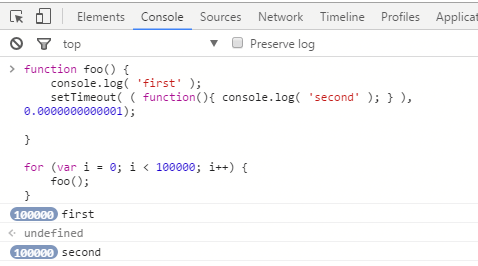 Elements Console Sources Network Timeline Profiles Applicat
top Preserve log
> function foo() {
console.log( 'first' );
setTimeout( ( function(){ console.log( 'second' ); } ),
0.0000000000001);
}
for (var i = 0; i < 100000; i++) {
foo();
}
100000 first
undefined
100000 second